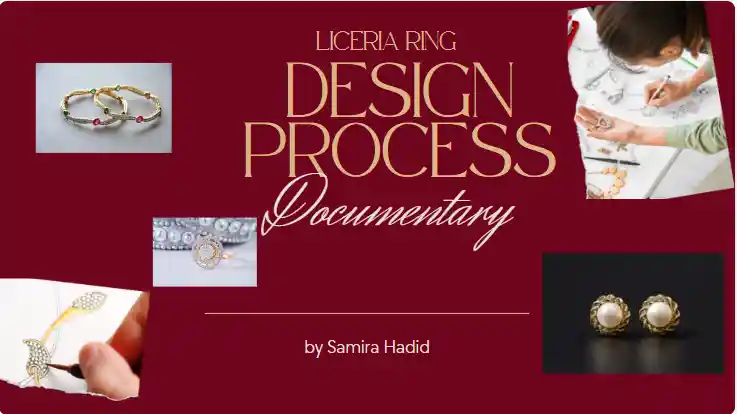 LICERIA RING
DESIGN
PROCESS
Documentary
by Samira Hadid